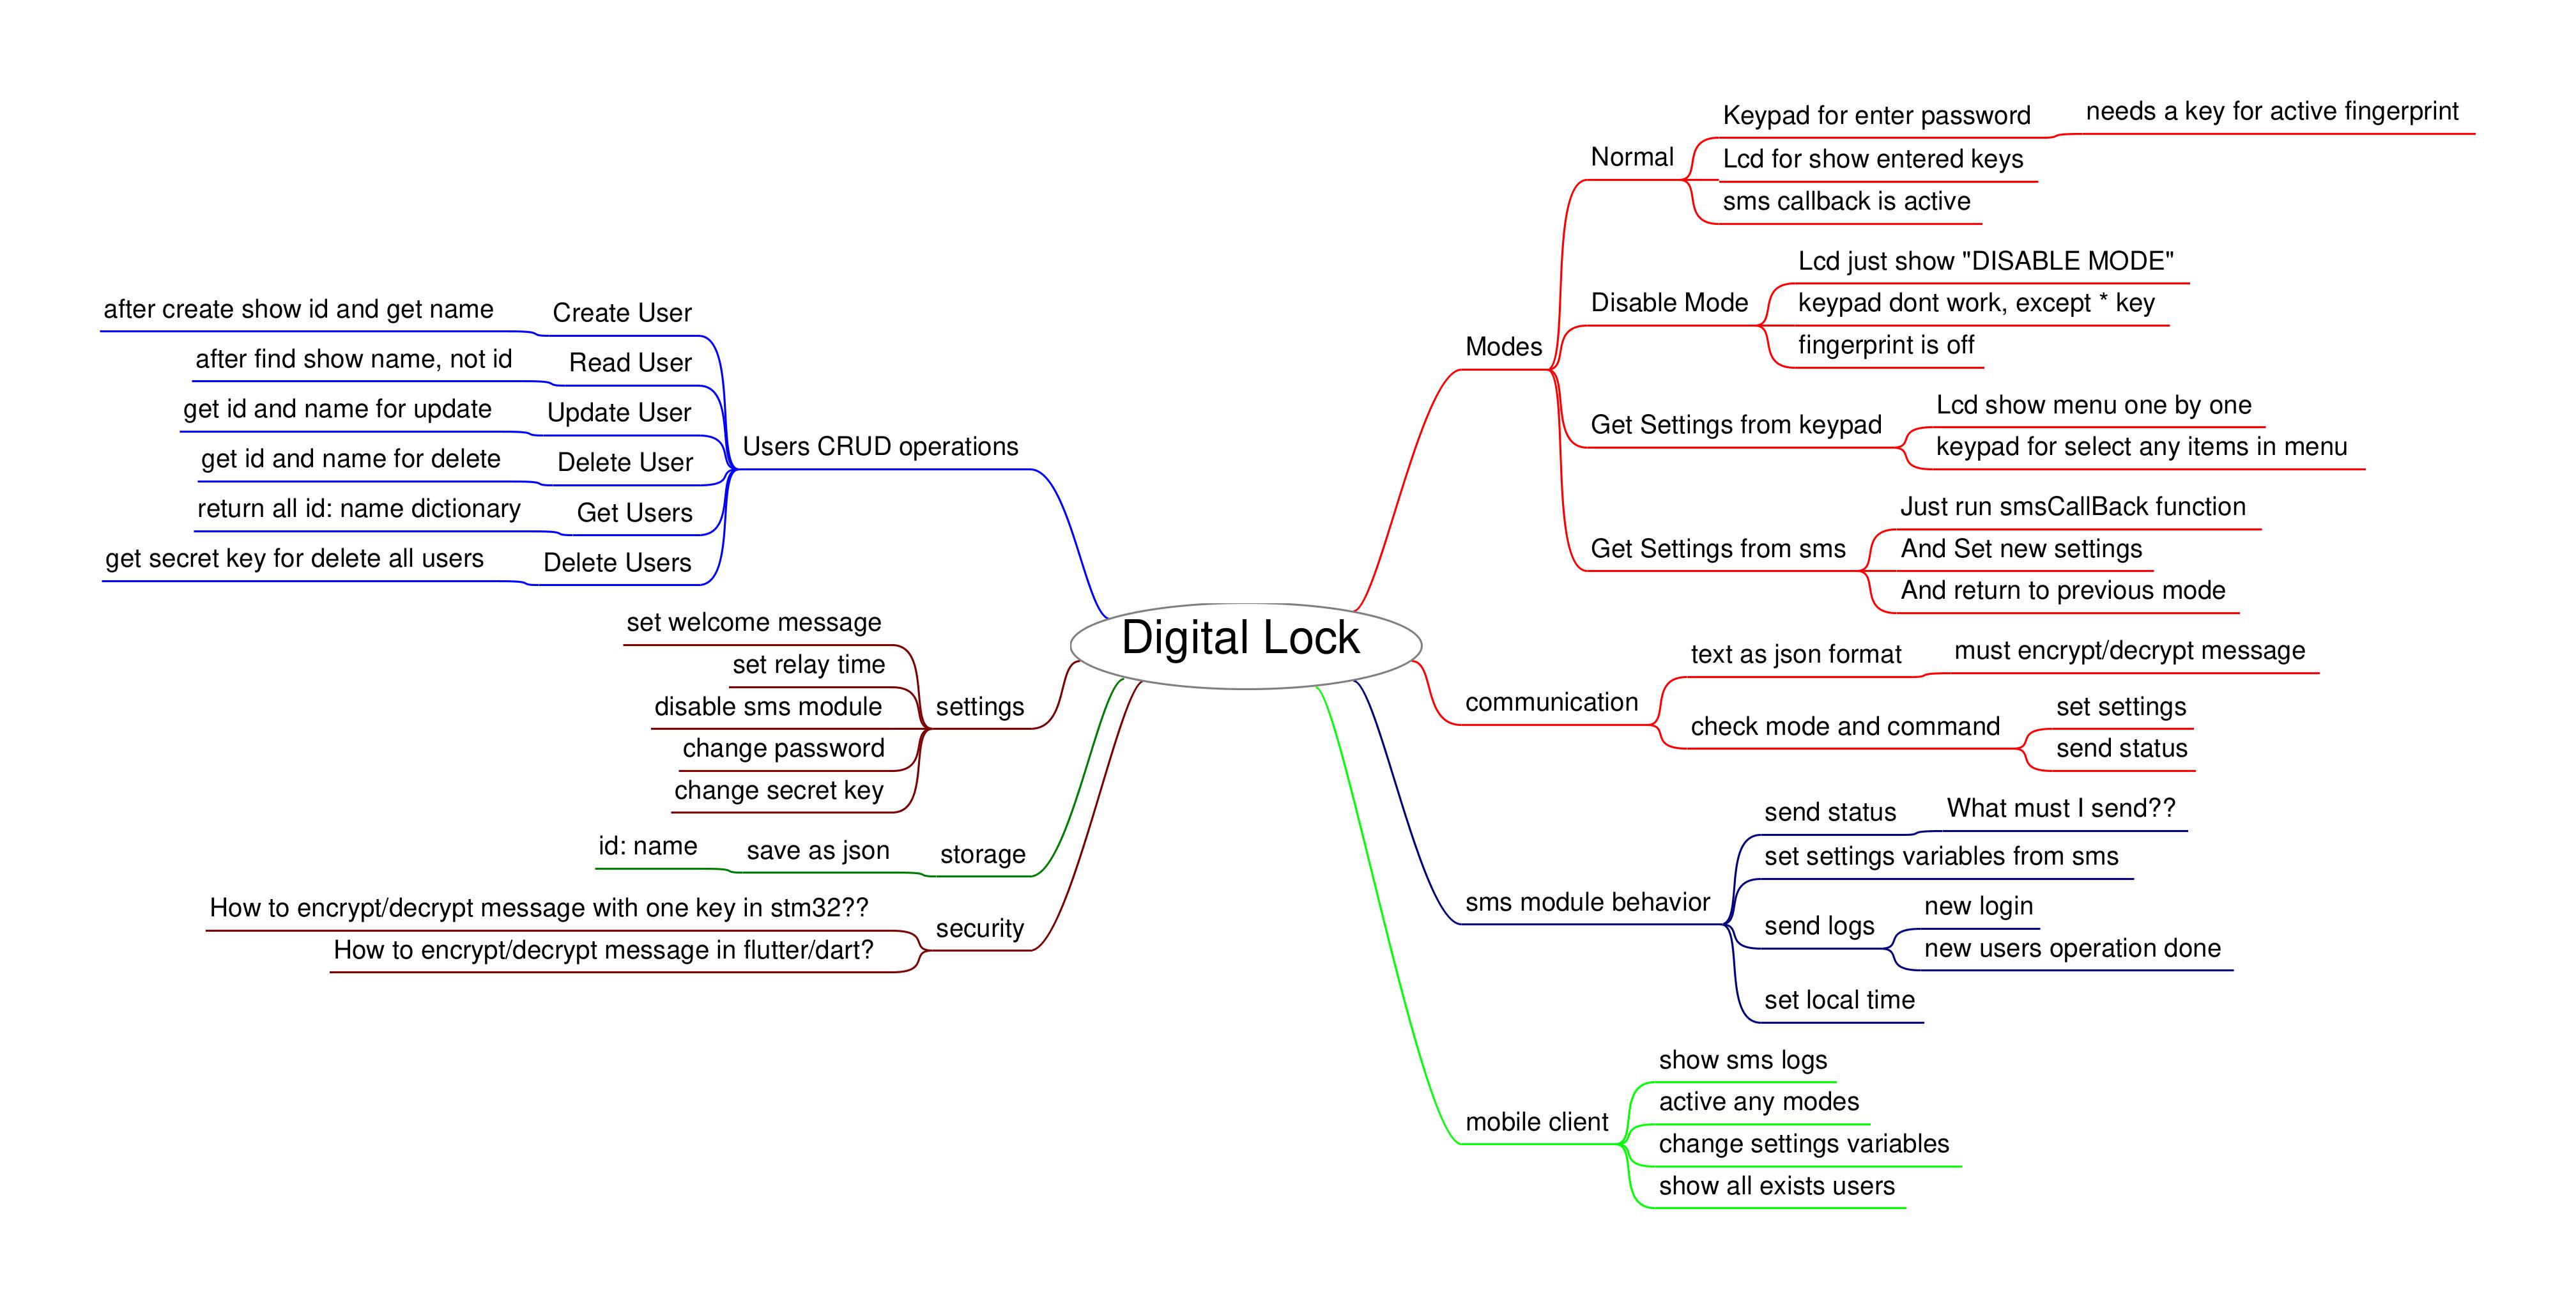 Digital Lock
Modes
Normal
Keypad for enter password
needs a key for active fingerprint
Lcd for show entered keys
sms callback is active
Disable Mode
Lcd just show "DISABLE MODE"
keypad dont work, except * key
fingerprint is off
Get Settings from keypad
Lcd show menu one by one
keypad for select any items in menu
Get Settings from sms
Just run smsCallBack function
And Set new settings
And return to previous mode
communication
text as json format
must encrypt/decrypt message
check mode and command
set settings
send status
sms module behavior
send status
What must I send??
set settings variables from sms
send logs
new login
new users operation done
set local time
mobile client
show sms logs
active any modes
change settings variables
show all exists users
Users CRUD operations
Create User
after create show id and get name
Read User
after find show name, not id
Update User
get id and name for update
Delete User
get id and name for delete
Get Users
return all id: name dictionary
Delete Users
get secret key for delete all users
settings
set welcome message
set relay time
disable sms module
change password
change secret key
storage
save as json
id: name
security
How to encrypt/decrypt message with one key in stm32??
How to encrypt/decrypt message in flutter/dart?